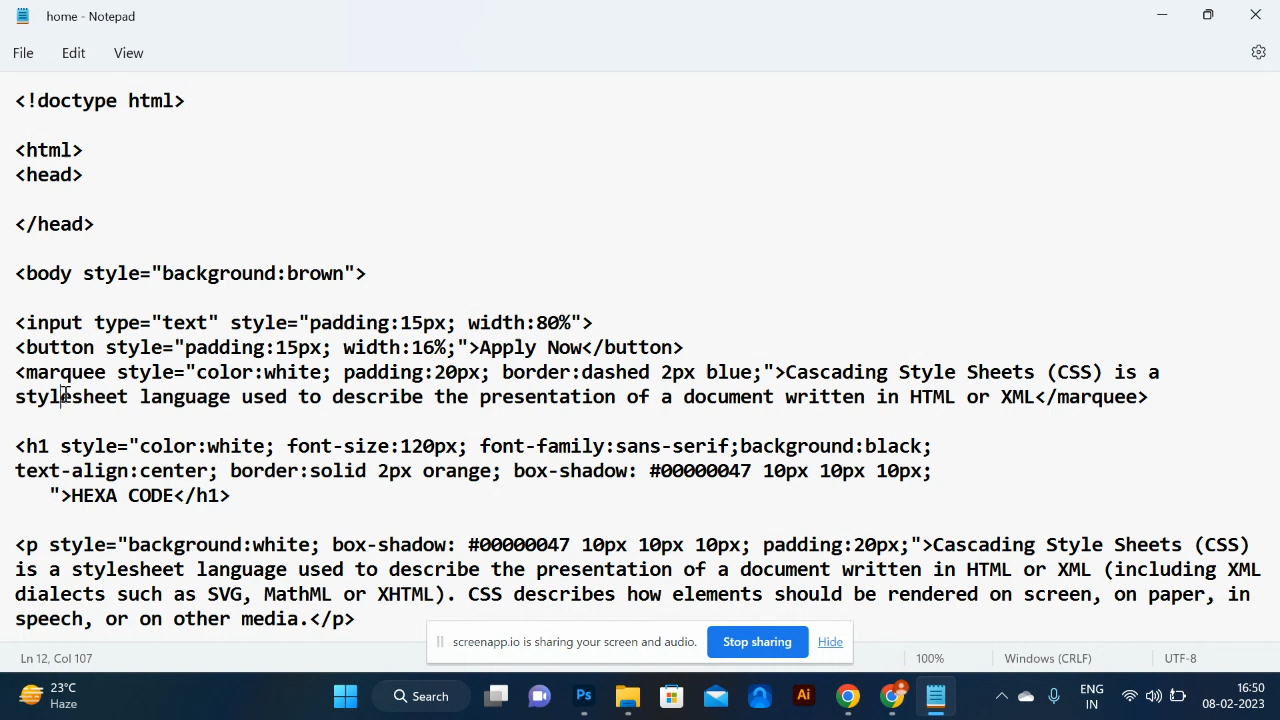 home - Notepad
File Edit View
<!doctype html>
<html>
<head>
</head>
<body style="background:brown">
<input type="text" style="padding:15px; width:80%">
<button style="padding:15px; width:16%;">Apply Now</button>
<marquee style="color:white; padding:20px; border:dashed 2px blue;">Cascading Style Sheets (CSS) is a
stylesheet language used to describe the presentation of a document written in HTML or XML</marquee>
<h1 style="color:white; font-size:120px; font-family:sans-serif;background:black;
text-align:center; border:solid 2px orange; box-shadow: #00000047 10px 10px 10px;
">HEXA CODE</h1>
<p style="background:white; box-shadow: #00000047 10px 10px 10px; padding:20px;">Cascading Style Sheets (CSS)
is a stylesheet language used to describe the presentation of a document written in HTML or XML (including XML
dialects such as SVG, MathML or XHTML). CSS describes how elements should be rendered on screen, on paper, in
speech, or on other media.</p>
screenapp.io is sharing your screen and audio. Stop sharing Hide
Ln 12, Col 107 100% Windows (CRLF) UTF-8
23°C
Haze
Search
Ps
Ai
ENG
IN
16:50
08-02-2023